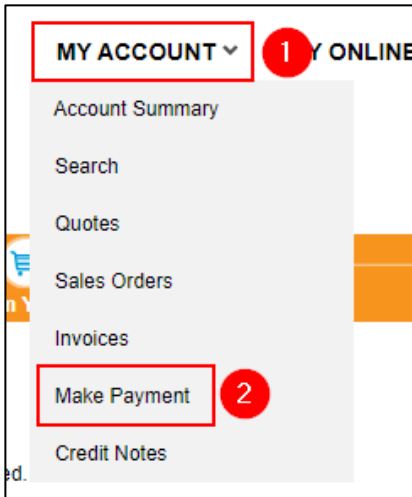 MY ACCOUNT 1 Y ONLINE
Account Summary
Search
Quotes
Sales Orders
Invoices
Make Payment 2
Credit Notes
ed.